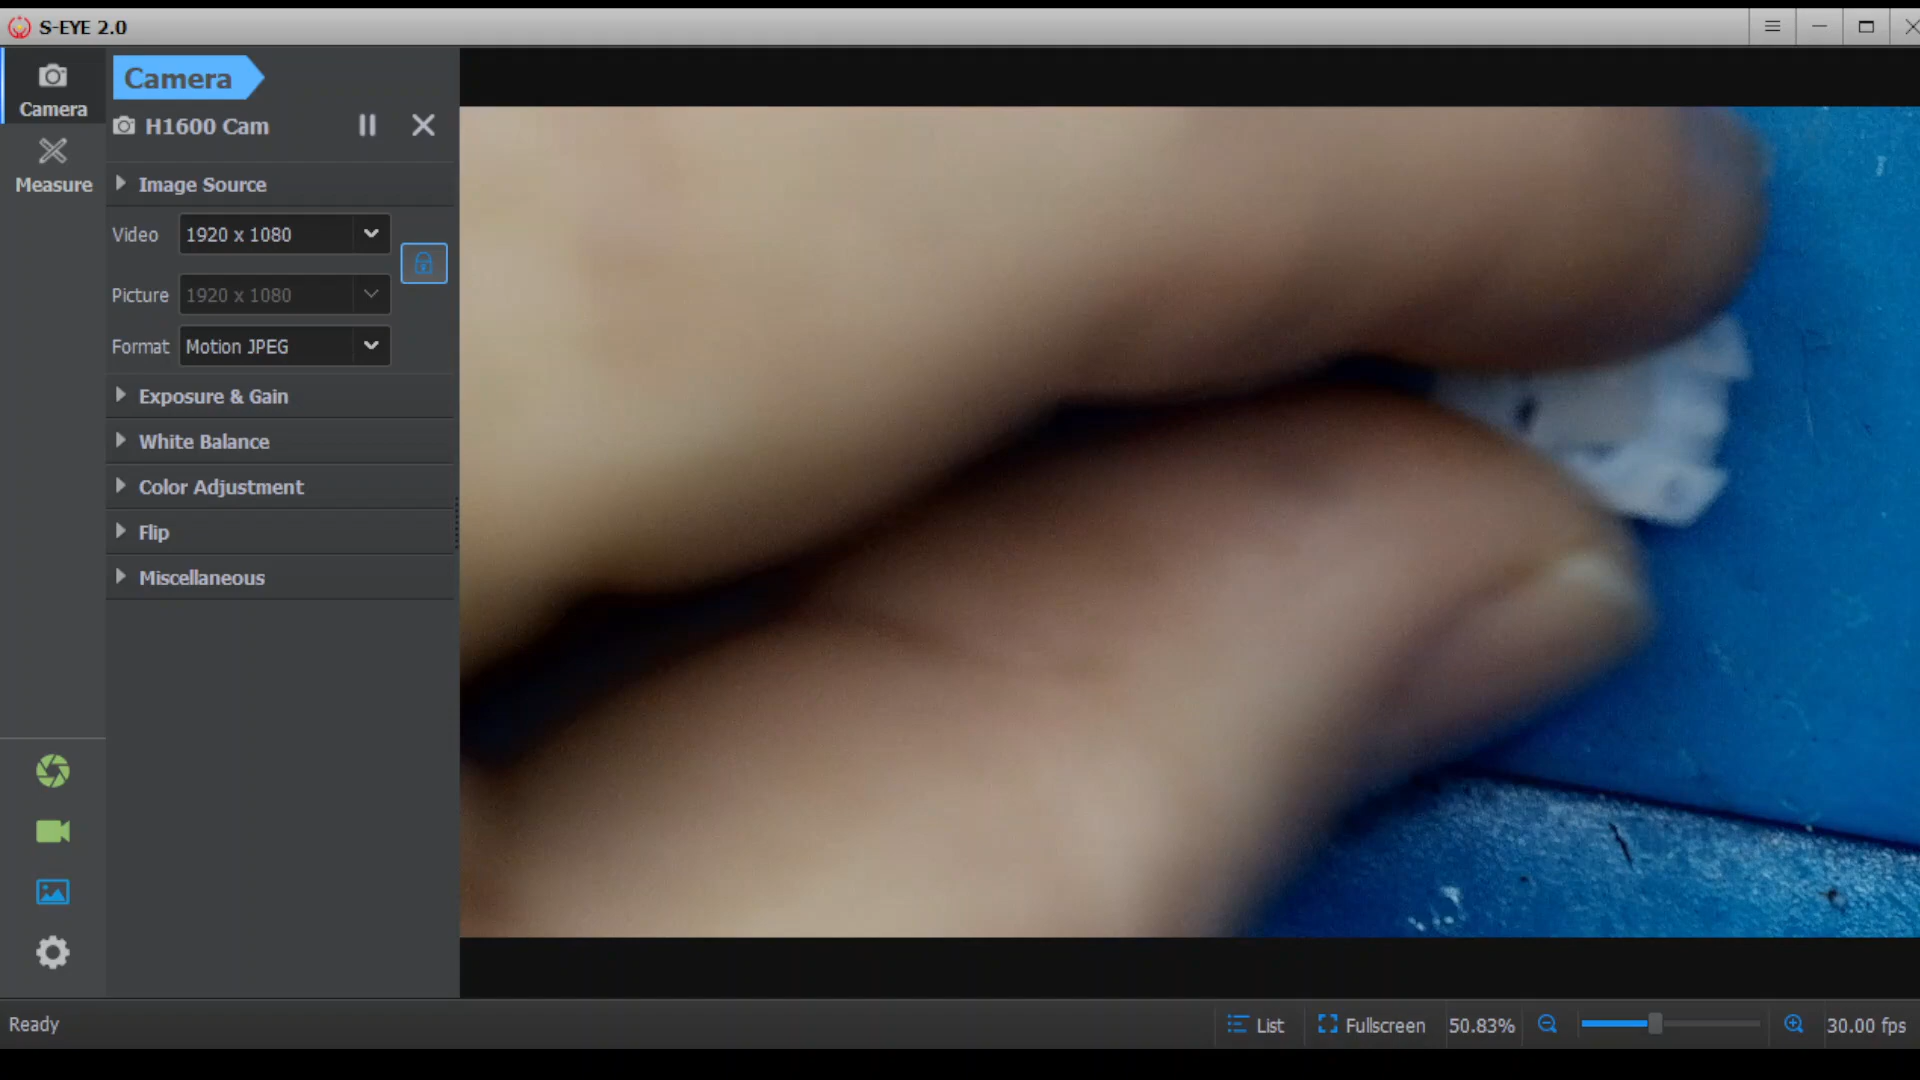 S-EYE 2.0
Camera
Measure
Camera
H1600 Cam
Image Source
Video 1920 x 1080
Picture 1920 x 1080
Format Motion JPEG
Exposure & Gain
White Balance
Color Adjustment
Flip
Miscellaneous
Ready
List
Fullscreen
50.83%
30.00 fps